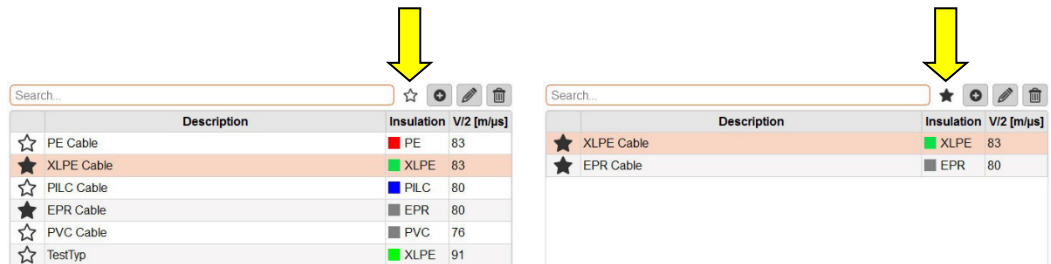 Search...
Description Insulation V/2 [m/µs]
PE Cable PE 83
XLPE Cable XLPE 83
PILC Cable PILC 80
EPR Cable EPR 80
PVC Cable PVC 76
TestTyp XLPE 91
Search...
Description Insulation V/2 [m/µs]
XLPE Cable XLPE 83
EPR Cable EPR 80